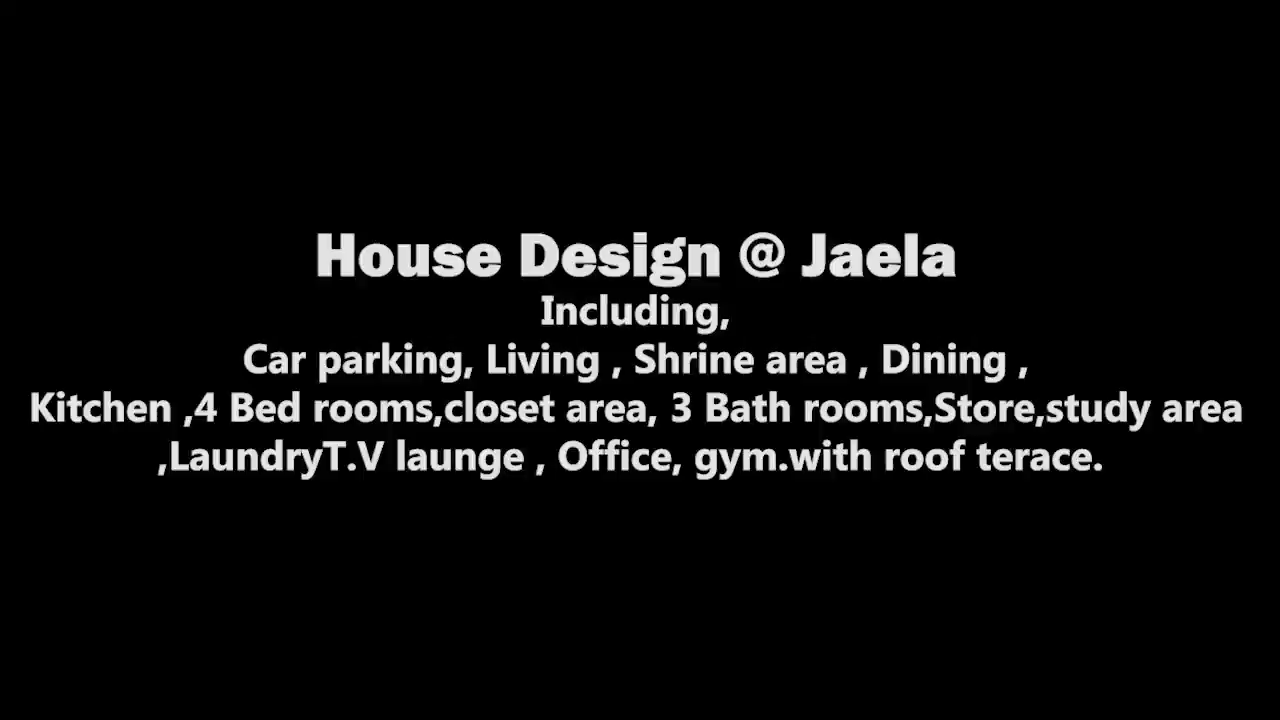 House Design @ Jaela
Including,
Car parking, Living , Shrine area , Dining ,
Kitchen ,4 Bed rooms,closet area, 3 Bath rooms,Store,study area
,LaundryT.V launge , Office, gym.with roof terace.